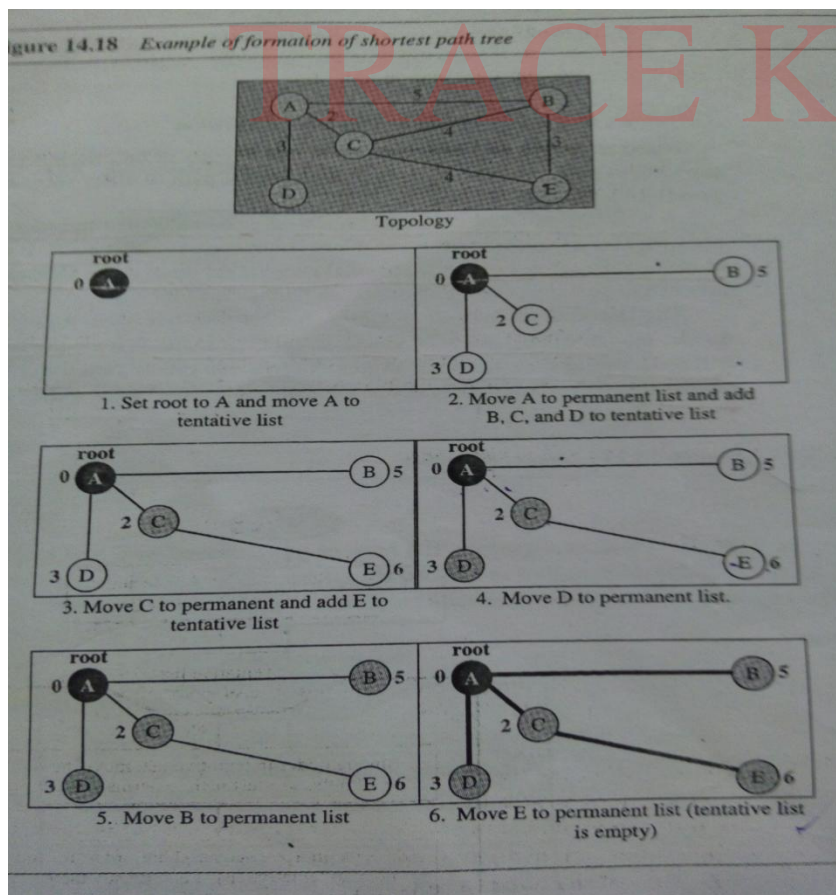 TRACE K
igure 14.18 Example of formation of shortest path tree
A 5 B
2
3 C 4 3
4
D E
Topology
root
0 A
1. Set root to A and move A to
tentative list
root
0 A B 5
2 C
3 D
2. Move A to permanent list and add
B, C, and D to tentative list
root
0 A B 5
2 C
3 D E 6
3. Move C to permanent and add E to
tentative list
root
0 A B 5
2 C
3 D E 6
4. Move D to permanent list.
root
0 A B 5
2 C
3 D E 6
5. Move B to permanent list
root
0 A B 5
2 C
3 D E 6
6. Move E to permanent list (tentative list
is empty)